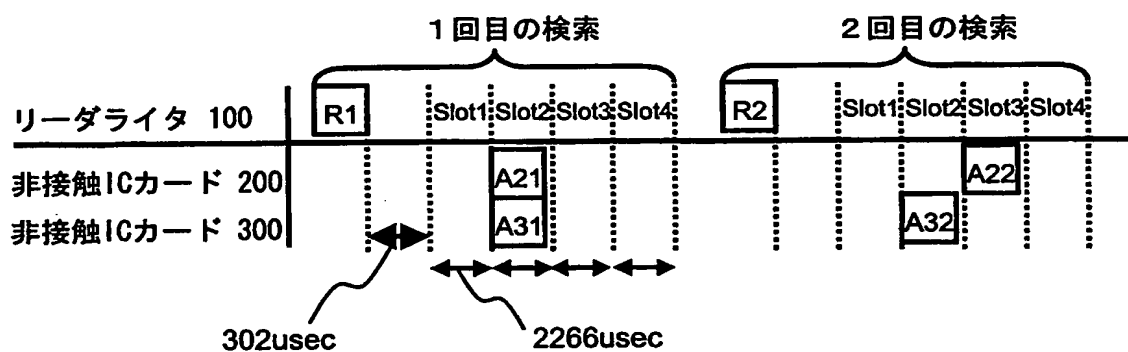 1回目の検索 2回目の検索
リーダライタ 100 R1 Slot1 Slot2 Slot3 Slot4 R2 Slot1 Slot2 Slot3 Slot4
非接触ICカード 200 A21 A22
非接触ICカード 300 A31 A32
302usec 2266usec